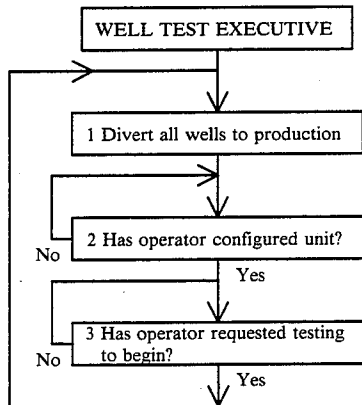 WELL TEST EXECUTIVE
1 Divert all wells to production
2 Has operator configured unit?
No
Yes
3 Has operator requested testing
to begin?
No
Yes